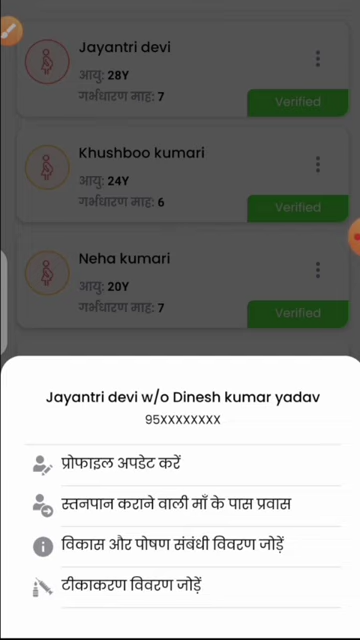 Jayantri devi
आयु: 28Y
गर्भधारण माह: 7
Verified
Khushboo kumari
आयु: 24Y
गर्भधारण माह: 6
Verified
Neha kumari
आयु: 20Y
गर्भधारण माह: 7
Verified
Jayantri devi w/o Dinesh kumar yadav
95XXXXXXXX
प्रोफाइल अपडेट करें
स्तनपान कराने वाली माँ के पास प्रवास
विकास और पोषण संबंधी विवरण जोड़ें
टीकाकरण विवरण जोड़ें